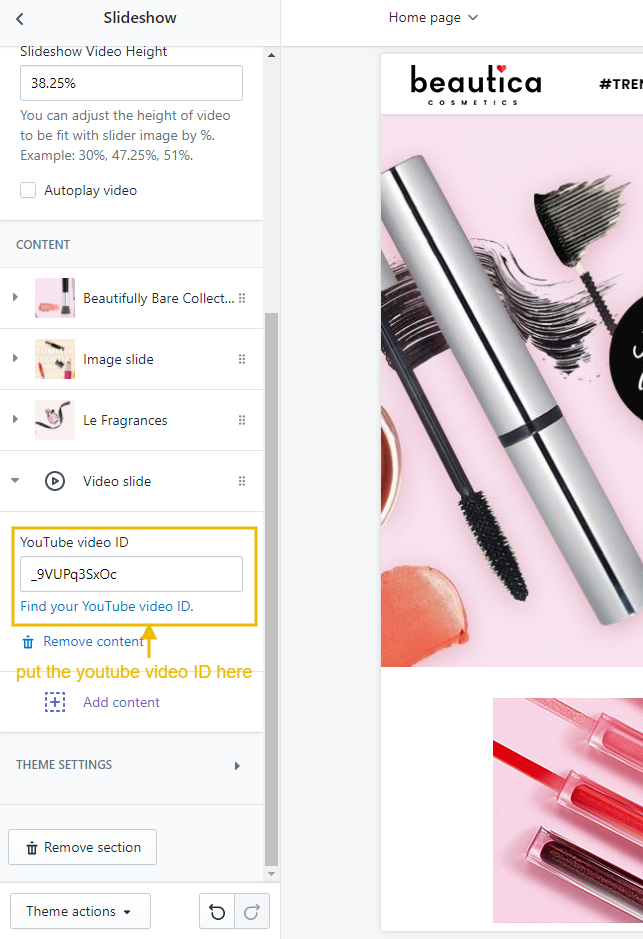 Slideshow
Home page
Slideshow Video Height
38.25%
You can adjust the height of video
to be fit with slider image by %.
Example: 30%, 47.25%, 51%.
Autoplay video
CONTENT
Beautifully Bare Collect...
Image slide
Le Fragrances
Video slide
YouTube video ID
_9VUPq3SxOc
Find your YouTube video ID.
Remove content
put the youtube video ID here
Add content
THEME SETTINGS
Remove section
Theme actions
beautica
COSMETICS
#TREN